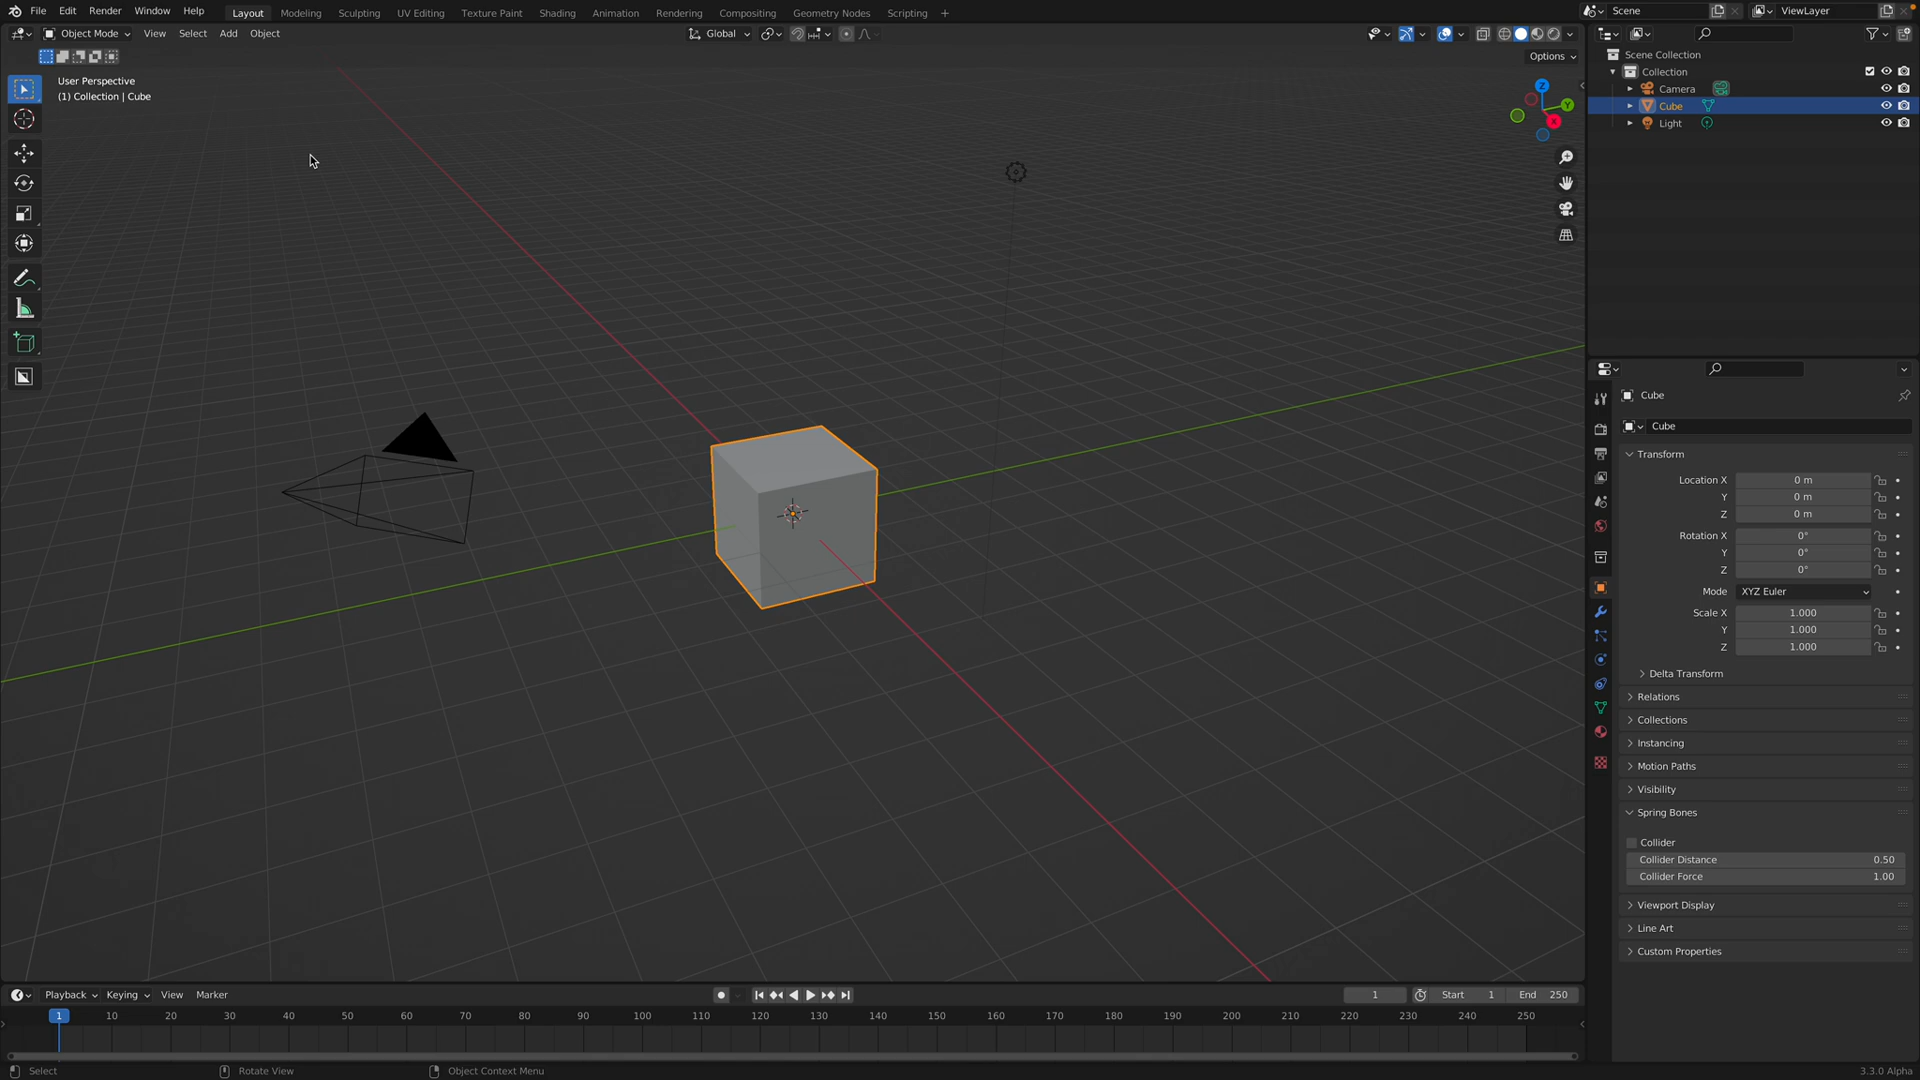 File Edit Render Window Help Layout Modeling Sculpting UV Editing Texture Paint Shading Animation Rendering Compositing Geometry Nodes Scripting + Scene ViewLayer
Object Mode View Select Add Object Global
Options
User Perspective
(1) Collection | Cube
Z
Y
X
Scene Collection
Collection
Camera
Cube
Light
Cube
Cube
Transform
Location X 0 m
Y 0 m
Z 0 m
Rotation X 0°
Y 0°
Z 0°
Mode XYZ Euler
Scale X 1.000
Y 1.000
Z 1.000
Delta Transform
Relations
Collections
Instancing
Motion Paths
Visibility
Spring Bones
Collider
Collider Distance 0.50
Collider Force 1.00
Viewport Display
Line Art
Custom Properties
Playback Keying View Marker 1 Start 1 End 250
1 10 20 30 40 50 60 70 80 90 100 110 120 130 140 150 160 170 180 190 200 210 220 230 240 250
Select Rotate View Object Context Menu 3.3.0 Alpha